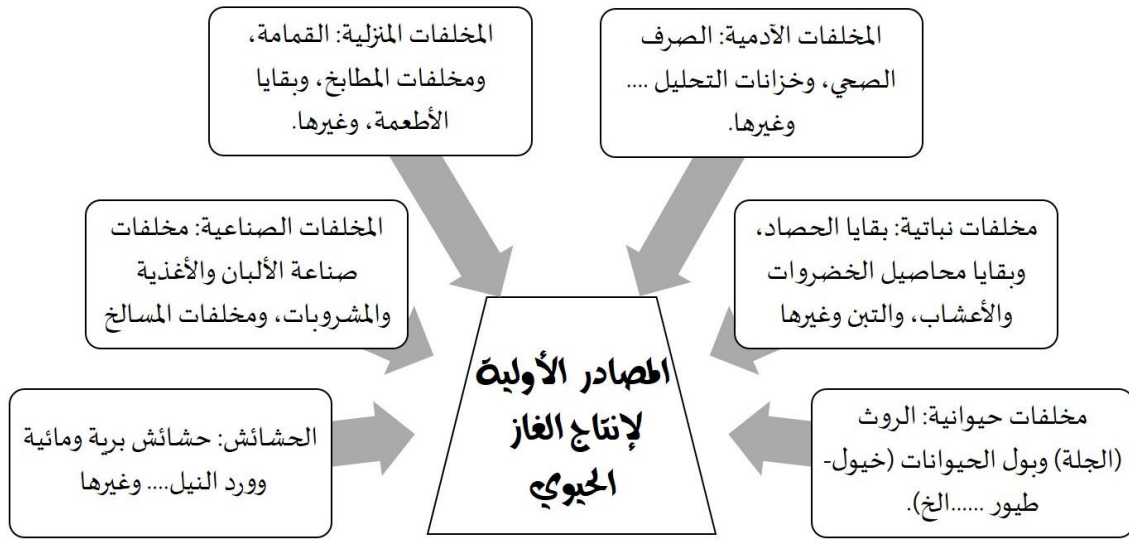 المخلفات الآدمية: الصرف
الصحي، وخزانات التحليل ....
وغيرها.
المخلفات المنزلية: القمامة،
ومخلفات المطابخ، وبقايا
الأطعمة، وغيرها.
مخلفات نباتية: بقايا الحصاد،
وبقايا محاصيل الخضروات
والأعشاب، والتبن وغيرها
المخلفات الصناعية: مخلفات
صناعة الألبان والأغذية
والمشروبات، ومخلفات المسالخ
المصادر الأولية
لإنتاج الغاز
الحيوي
مخلفات حيوانية: الروث
(الجلة) وبول الحيوانات (خيول-
طيور ......الخ).
الحشائش: حشائش برية ومائية
وورد النيل.... وغيرها